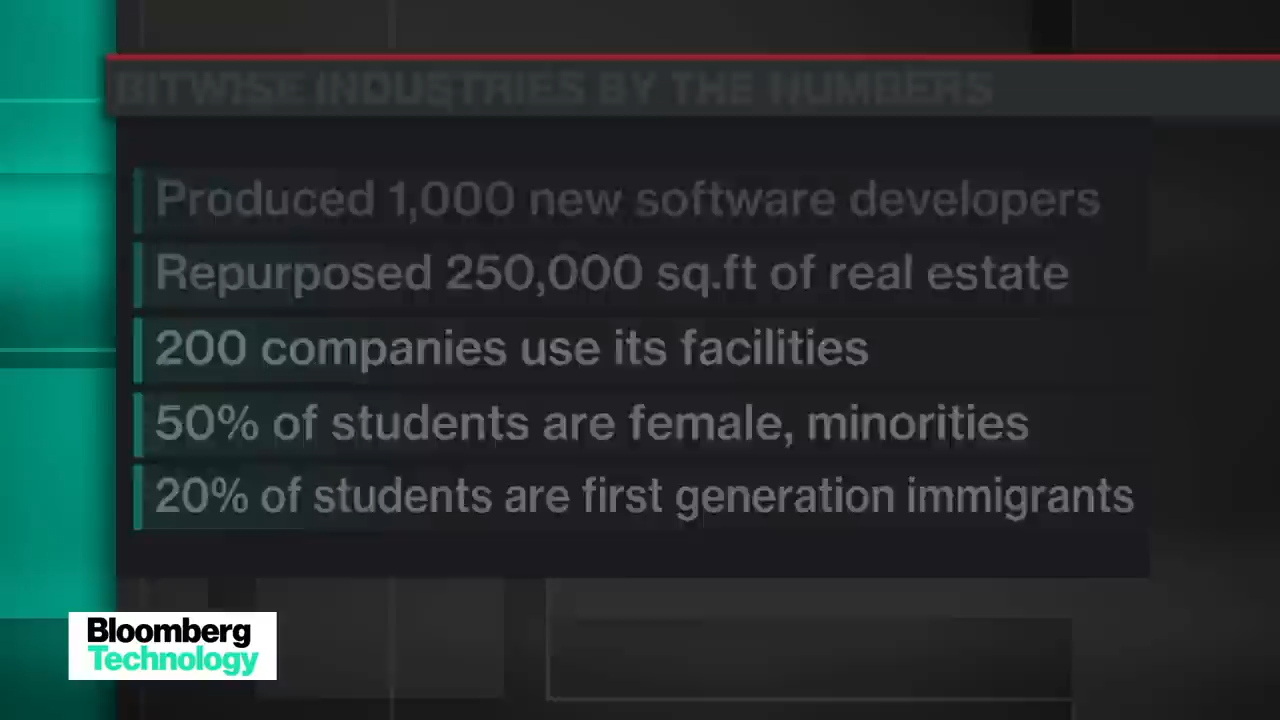 BITWISE INDUSTRIES BY THE NUMBERS
Produced 1,000 new software developers
Repurposed 250,000 sq.ft of real estate
200 companies use its facilities
50% of students are female, minorities
20% of students are first generation immigrants
Bloomberg
Technology